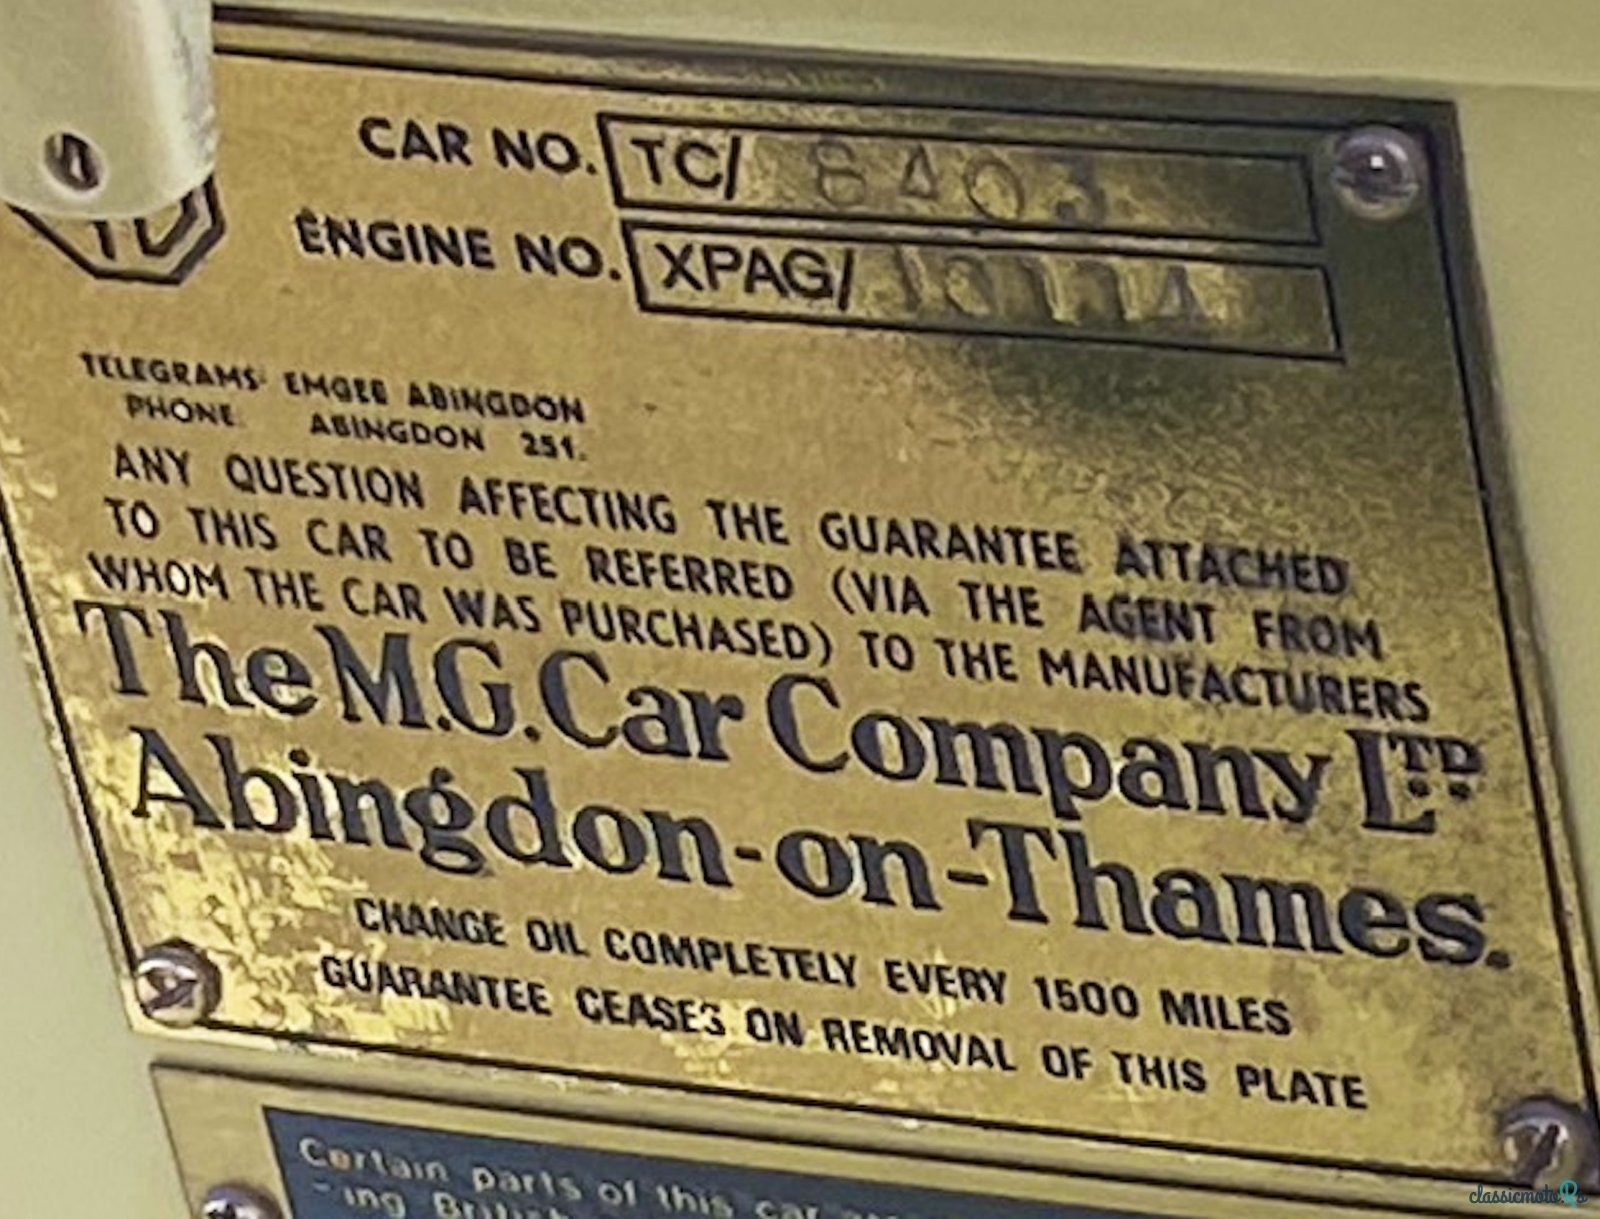 CAR NO. TC/
ENGINE NO. XPAG/
TELEGRAMS: EMGEE ABINGDON
PHONE. ABINGDON 251.
ANY QUESTION AFFECTING THE GUARANTEE ATTACHED
TO THIS CAR TO BE REFERRED (VIA THE AGENT FROM
WHOM THE CAR WAS PURCHASED) TO THE MANUFACTURERS
The M.G. Car Company LTD.
Abingdon-on-Thames.
CHANGE OIL COMPLETELY EVERY 1500 MILES
GUARANTEE CEASES ON REMOVAL OF THIS PLATE
Certain parts of this car
-ing
classicmoto.Rs